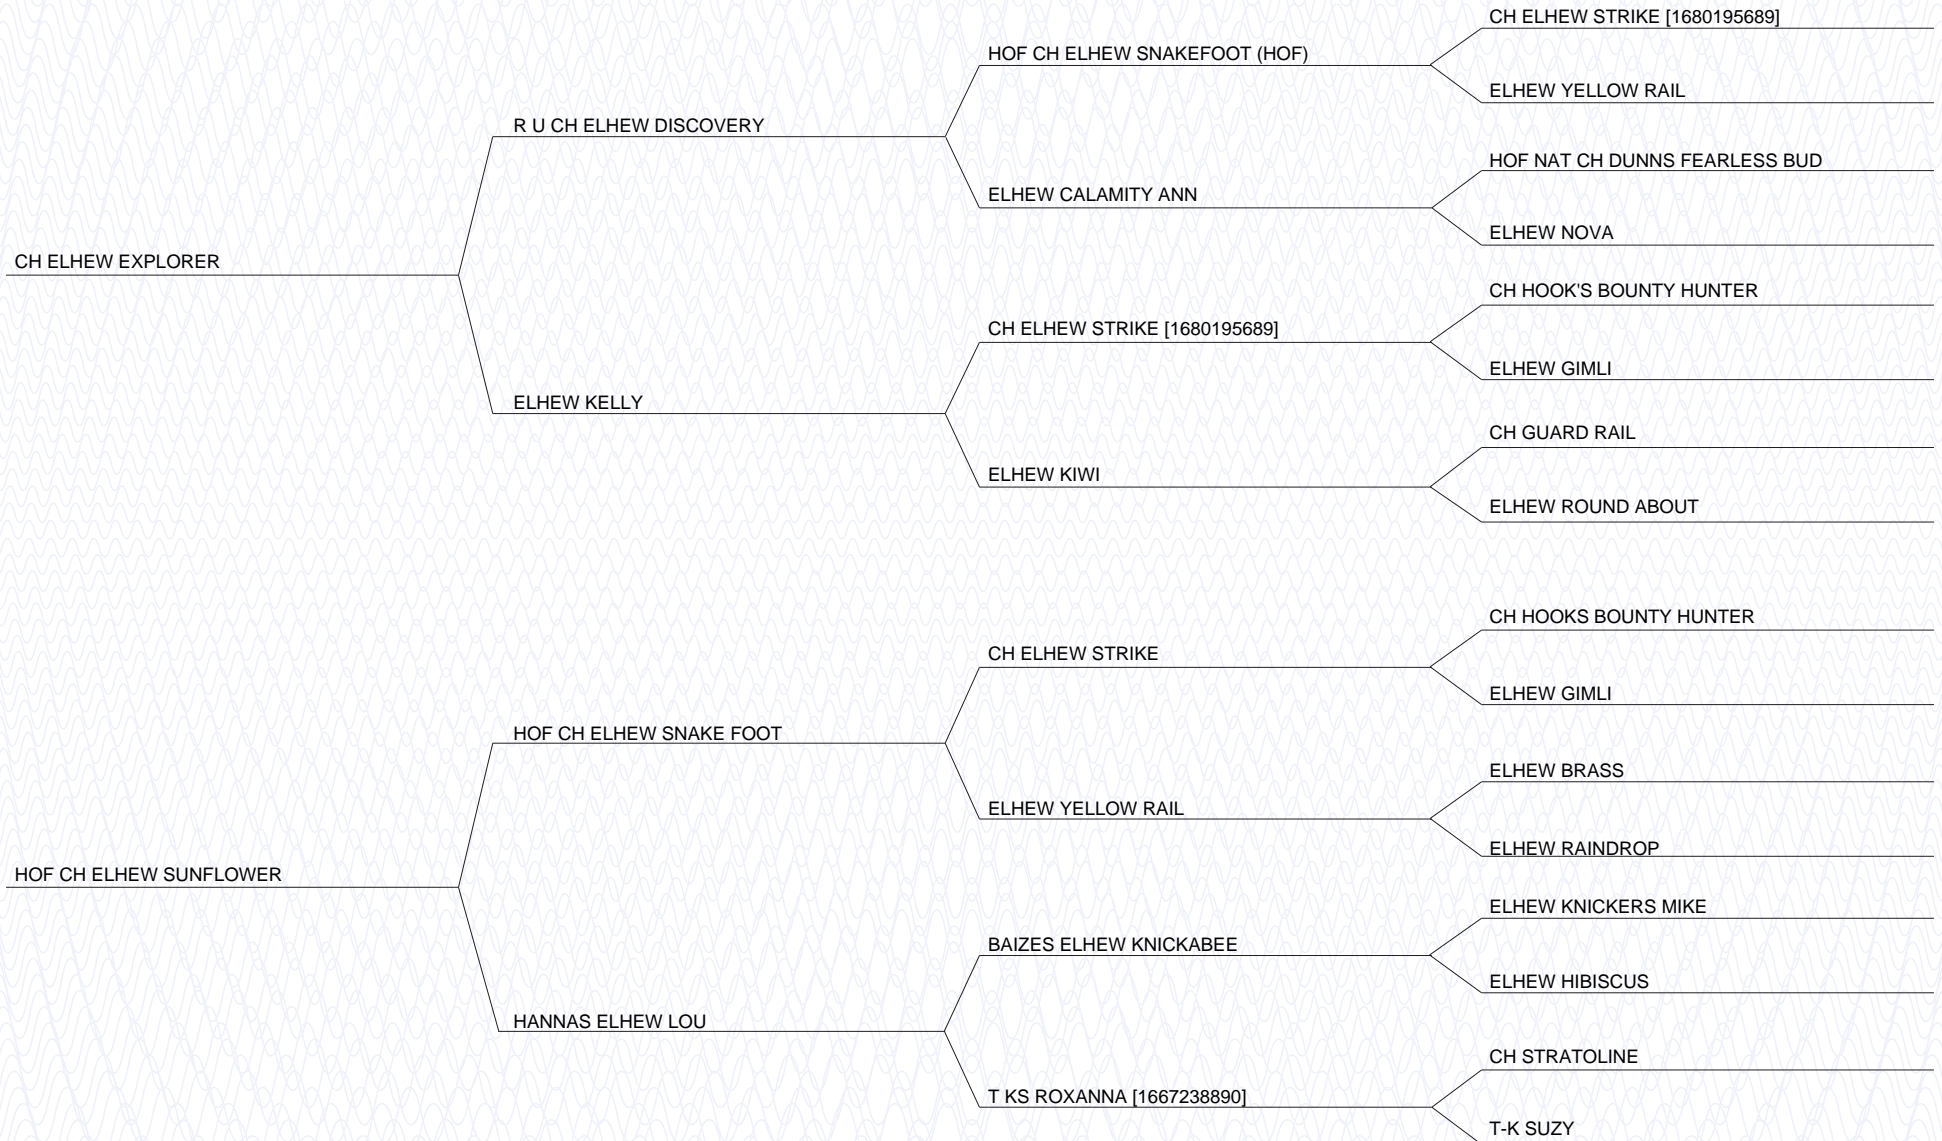 CH ELHEW STRIKE [1680195689]
HOF CH ELHEW SNAKEFOOT (HOF)
ELHEW YELLOW RAIL
R U CH ELHEW DISCOVERY
HOF NAT CH DUNNS FEARLESS BUD
ELHEW CALAMITY ANN
ELHEW NOVA
CH ELHEW EXPLORER
CH HOOK'S BOUNTY HUNTER
CH ELHEW STRIKE [1680195689]
ELHEW GIMLI
ELHEW KELLY
CH GUARD RAIL
ELHEW KIWI
ELHEW ROUND ABOUT
CH HOOKS BOUNTY HUNTER
CH ELHEW STRIKE
ELHEW GIMLI
HOF CH ELHEW SNAKE FOOT
ELHEW BRASS
ELHEW YELLOW RAIL
ELHEW RAINDROP
HOF CH ELHEW SUNFLOWER
ELHEW KNICKERS MIKE
BAIZES ELHEW KNICKABEE
ELHEW HIBISCUS
HANNAS ELHEW LOU
CH STRATOLINE
T KS ROXANNA [1667238890]
T-K SUZY